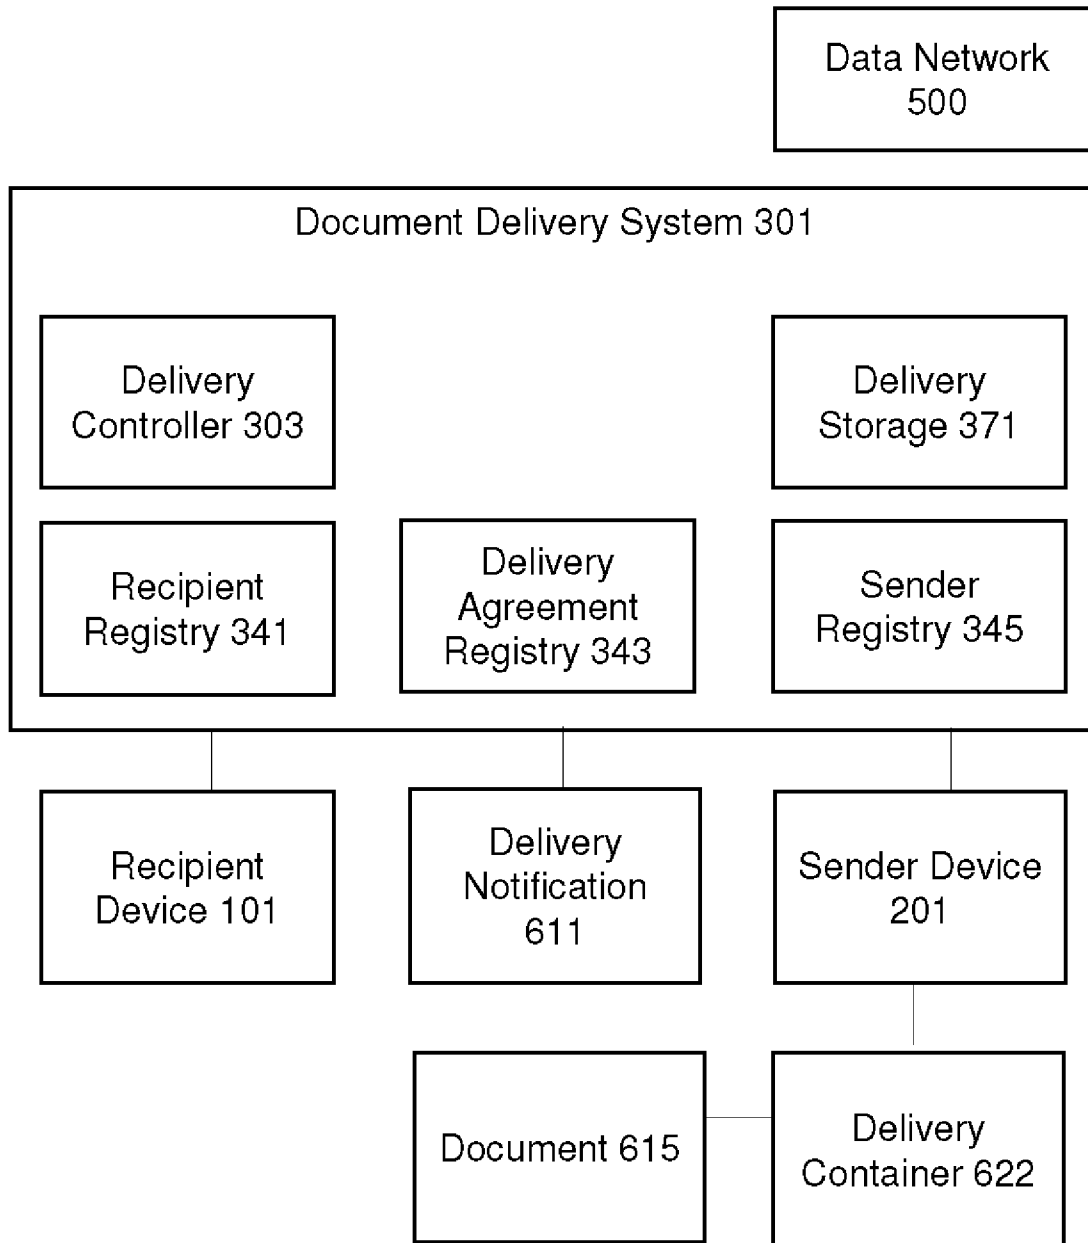 Data Network
500
Document Delivery System 301
Delivery
Controller 303
Delivery
Storage 371
Recipient
Registry 341
Delivery
Agreement
Registry 343
Sender
Registry 345
Recipient
Device 101
Delivery
Notification
611
Sender Device
201
Document 615
Delivery
Container 622